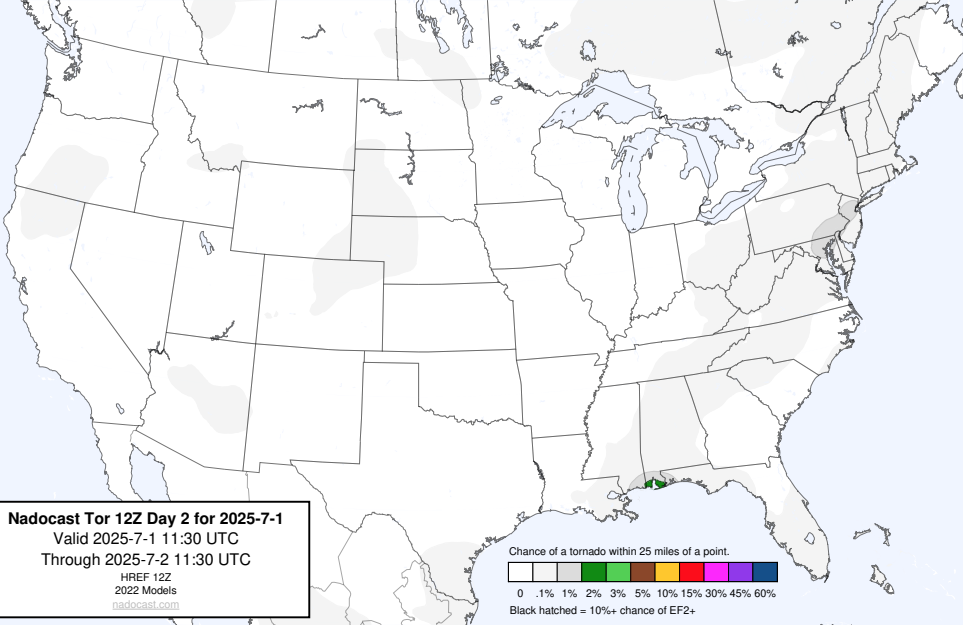 Nadocast Tor 12Z Day 2 for 2025-7-1
Valid 2025-7-1 11:30 UTC
Through 2025-7-2 11:30 UTC
HREF 12Z
2022 Models
nadocast.com
Chance of a tornado within 25 miles of a point.
0 .1% 1% 2% 3% 5% 10% 15% 30% 45% 60%
Black hatched = 10%+ chance of EF2+